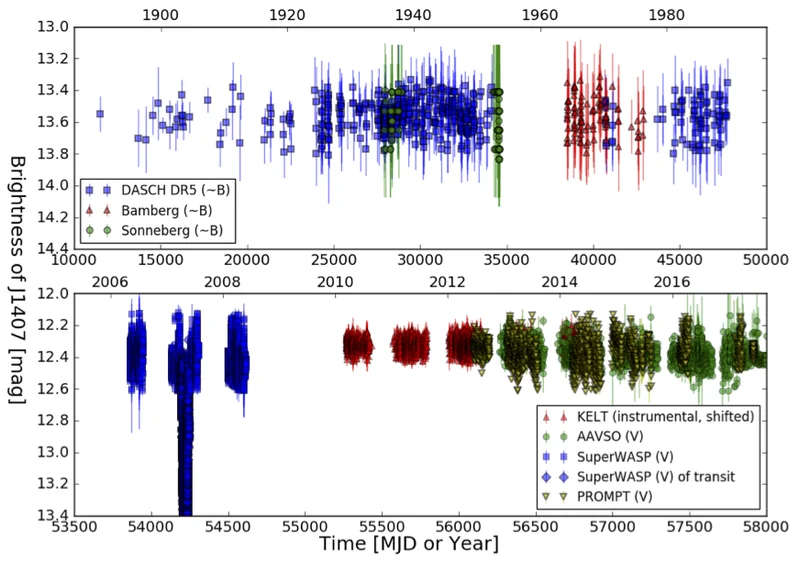 1900 1920 1940 1960 1980
13.0
13.2
13.4
13.6
13.8
14.0
14.2
14.4
DASCH DR5 (~B)
Bamberg (~B)
Sonneberg (~B)
10000 15000 20000 25000 30000 35000 40000 45000 50000
Brightness of J1407 [mag]
2006 2008 2010 2012 2014 2016
12.0
12.2
12.4
12.6
12.8
13.0
13.2
13.4
KELT (instrumental, shifted)
AAVSO (V)
SuperWASP (V)
SuperWASP (V) of transit
PROMPT (V)
53500 54000 54500 55000 55500 56000 56500 57000 57500 58000
Time [MJD or Year]